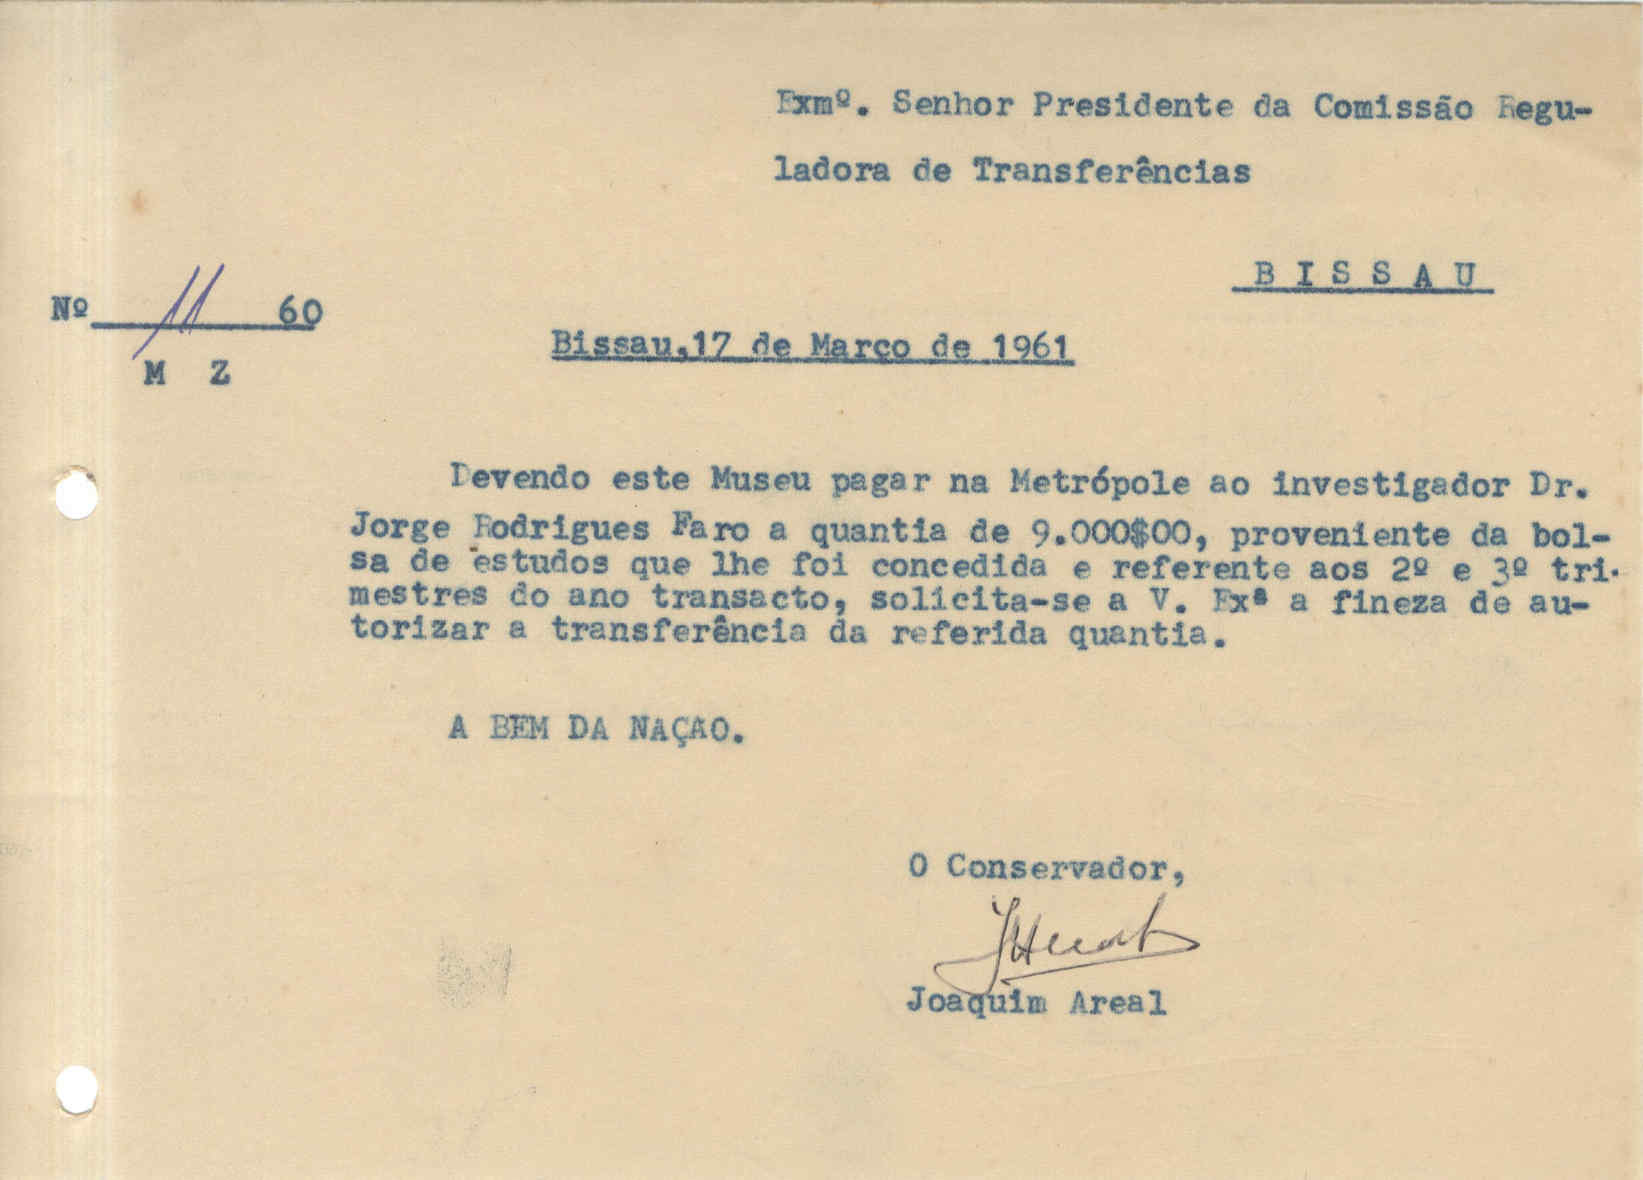 Exmº. Senhor Presidente da Comissão Regu-
ladora de Transferências
B I S S A U
Nº 11 60
M Z
Bissau,17 de Março de 1961
Devendo este Museu pagar na Metrópole ao investigador Dr.
Jorge Rodrigues Faro a quantia de 9.000$00, proveniente da bol-
sa de estudos que lhe foi concedida e referente aos 2º e 3º tri-
mestres do ano transacto, solicita-se a V. Exª a fineza de au-
torizar a transferência da referida quantia.
A BEM DA NAÇAO.
O Conservador,
Joaquim Areal